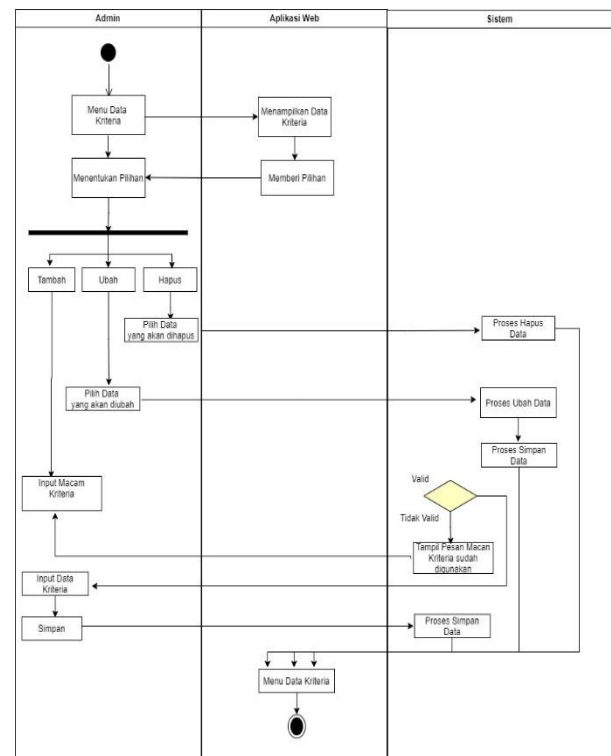 Admin
Aplikasi Web
Sistem
Menu Data
Kriteria
Menampilkan Data
Kriteria
Menentukan Pilihan
Memberi Pilihan
Tambah
Ubah
Hapus
Pilih Data
yang akan dihapus
Proses Hapus
Data
Pilih Data
yang akan diubah
Proses Ubah Data
Proses Simpan
Data
Input Macam
Kriteria
Valid
Tidak Valid
Tampil Pesan Macan
Kriteria sudah
digunakan
Input Data
Kriteria
Simpan
Proses Simpan
Data
Menu Data Kriteria